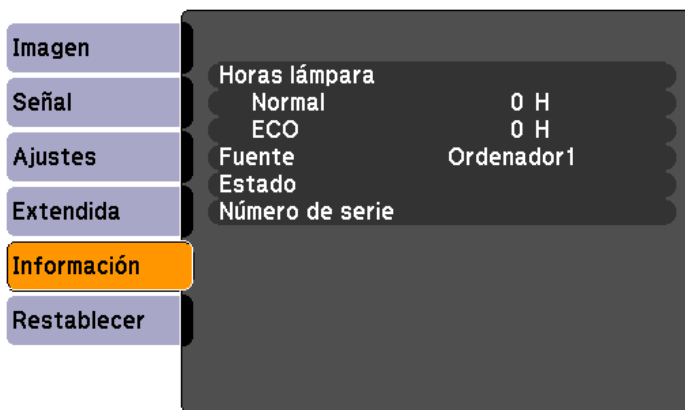 Imagen
Señal
Ajustes
Extendida
Información
Restablecer
Horas lámpara
Normal 0 H
ECO 0 H
Fuente Ordenador1
Estado
Número de serie